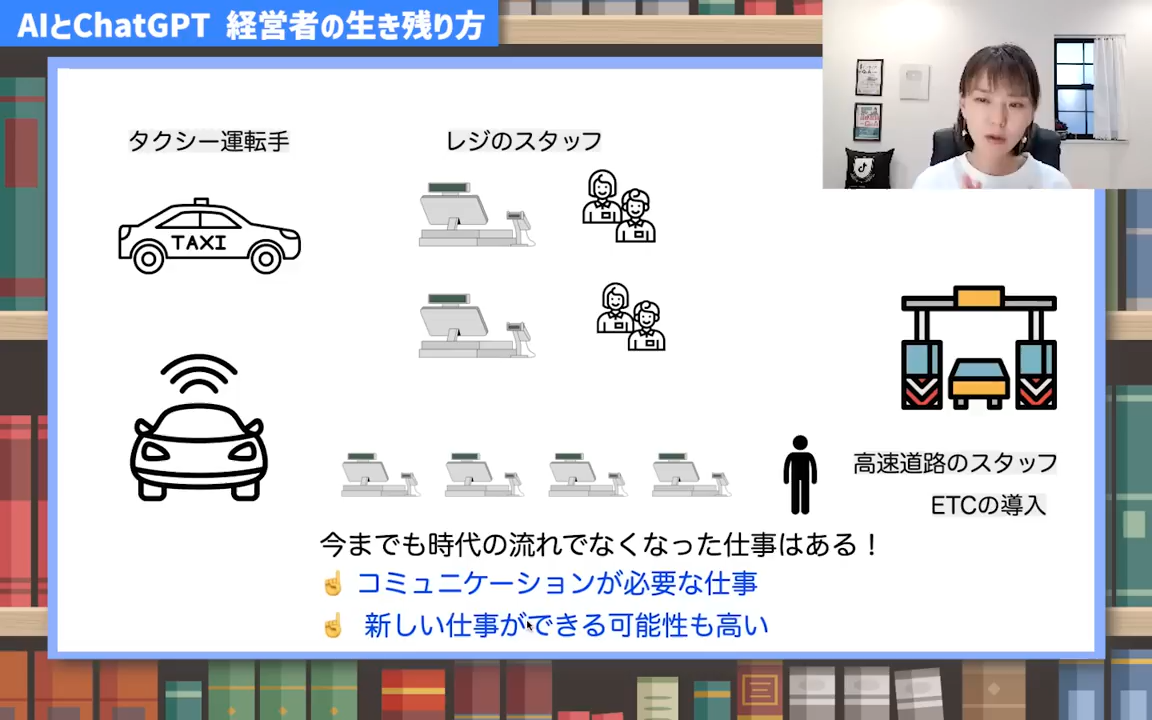 AIとChatGPT 経営者の生き残り方
タクシー運転手
レジのスタッフ
TAXI
高速道路のスタッフ
ETCの導入
今までも時代の流れでなくなった仕事はある！
☝ コミュニケーションが必要な仕事
☝ 新しい仕事ができる可能性も高い